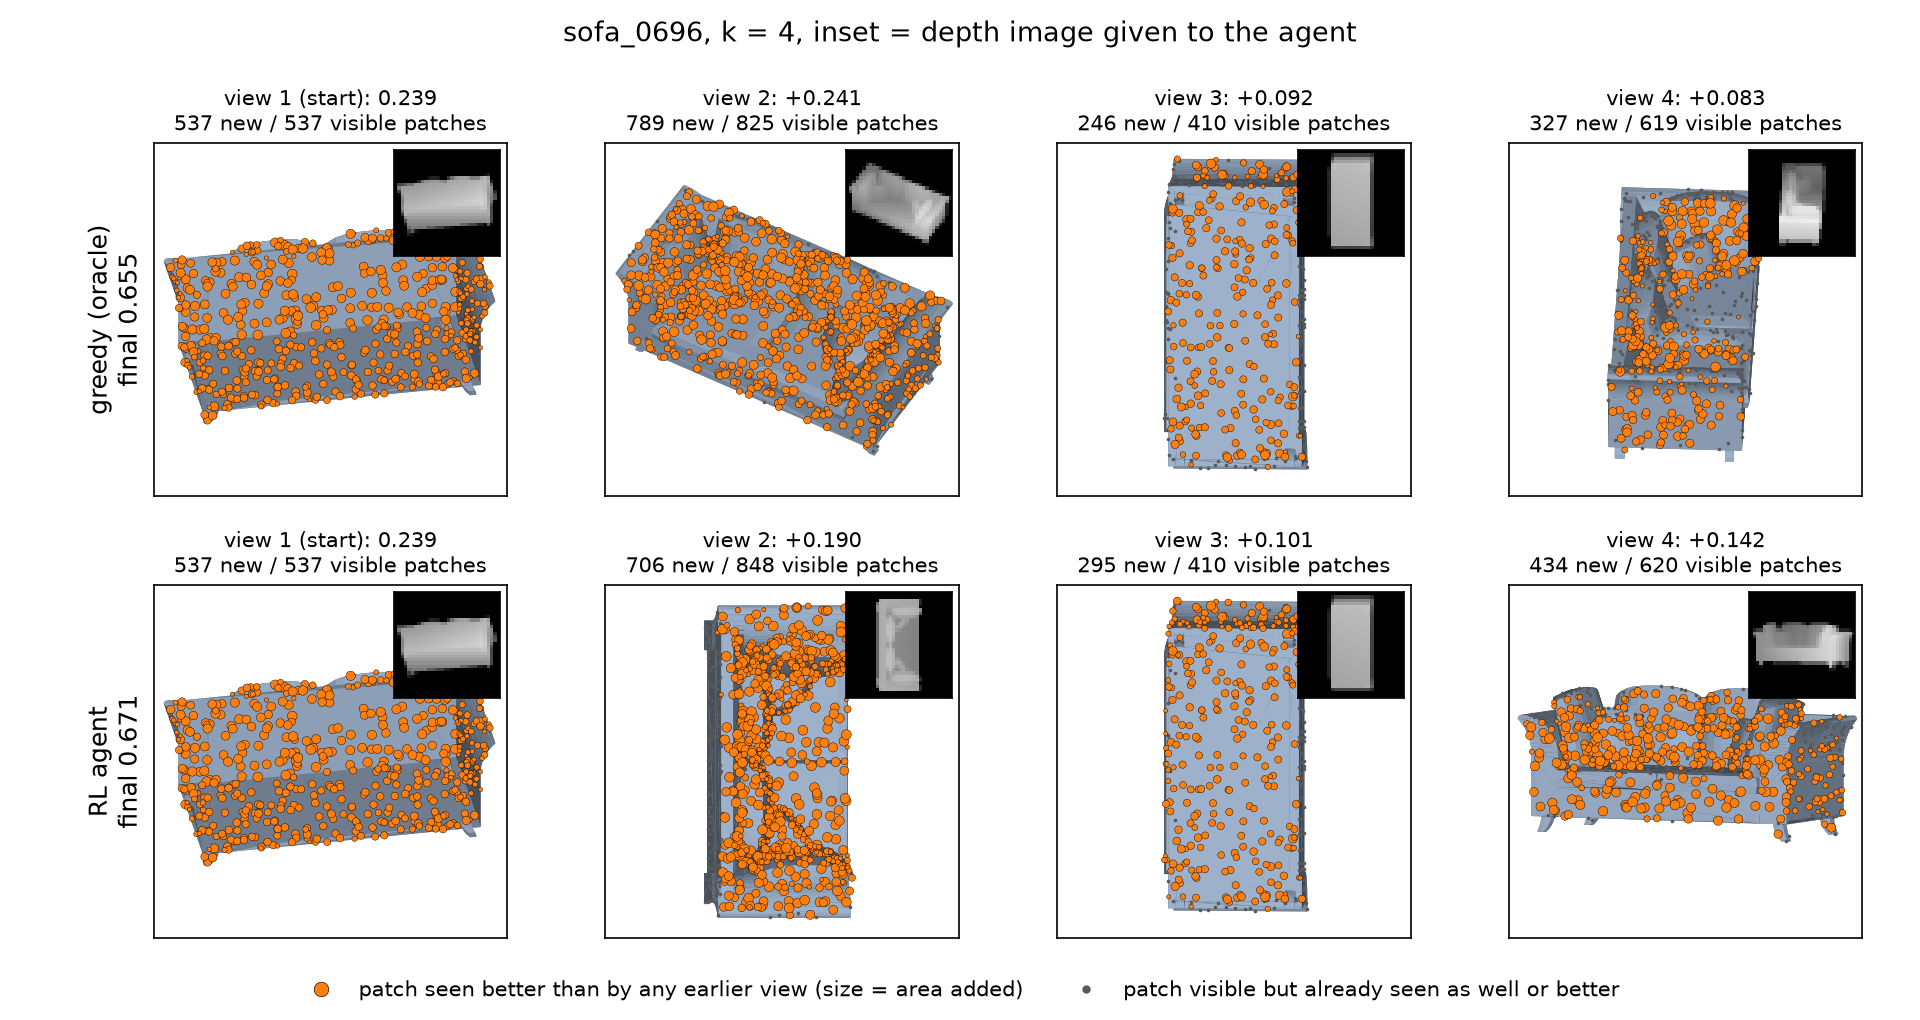 sofa_0696, k = 4, inset = depth image given to the agent
greedy (oracle)
final 0.655
view 1 (start): 0.239
537 new / 537 visible patches
view 2: +0.241
789 new / 825 visible patches
view 3: +0.092
246 new / 410 visible patches
view 4: +0.083
327 new / 619 visible patches
RL agent
final 0.671
view 1 (start): 0.239
537 new / 537 visible patches
view 2: +0.190
706 new / 848 visible patches
view 3: +0.101
295 new / 410 visible patches
view 4: +0.142
434 new / 620 visible patches
patch seen better than by any earlier view (size = area added)
patch visible but already seen as well or better